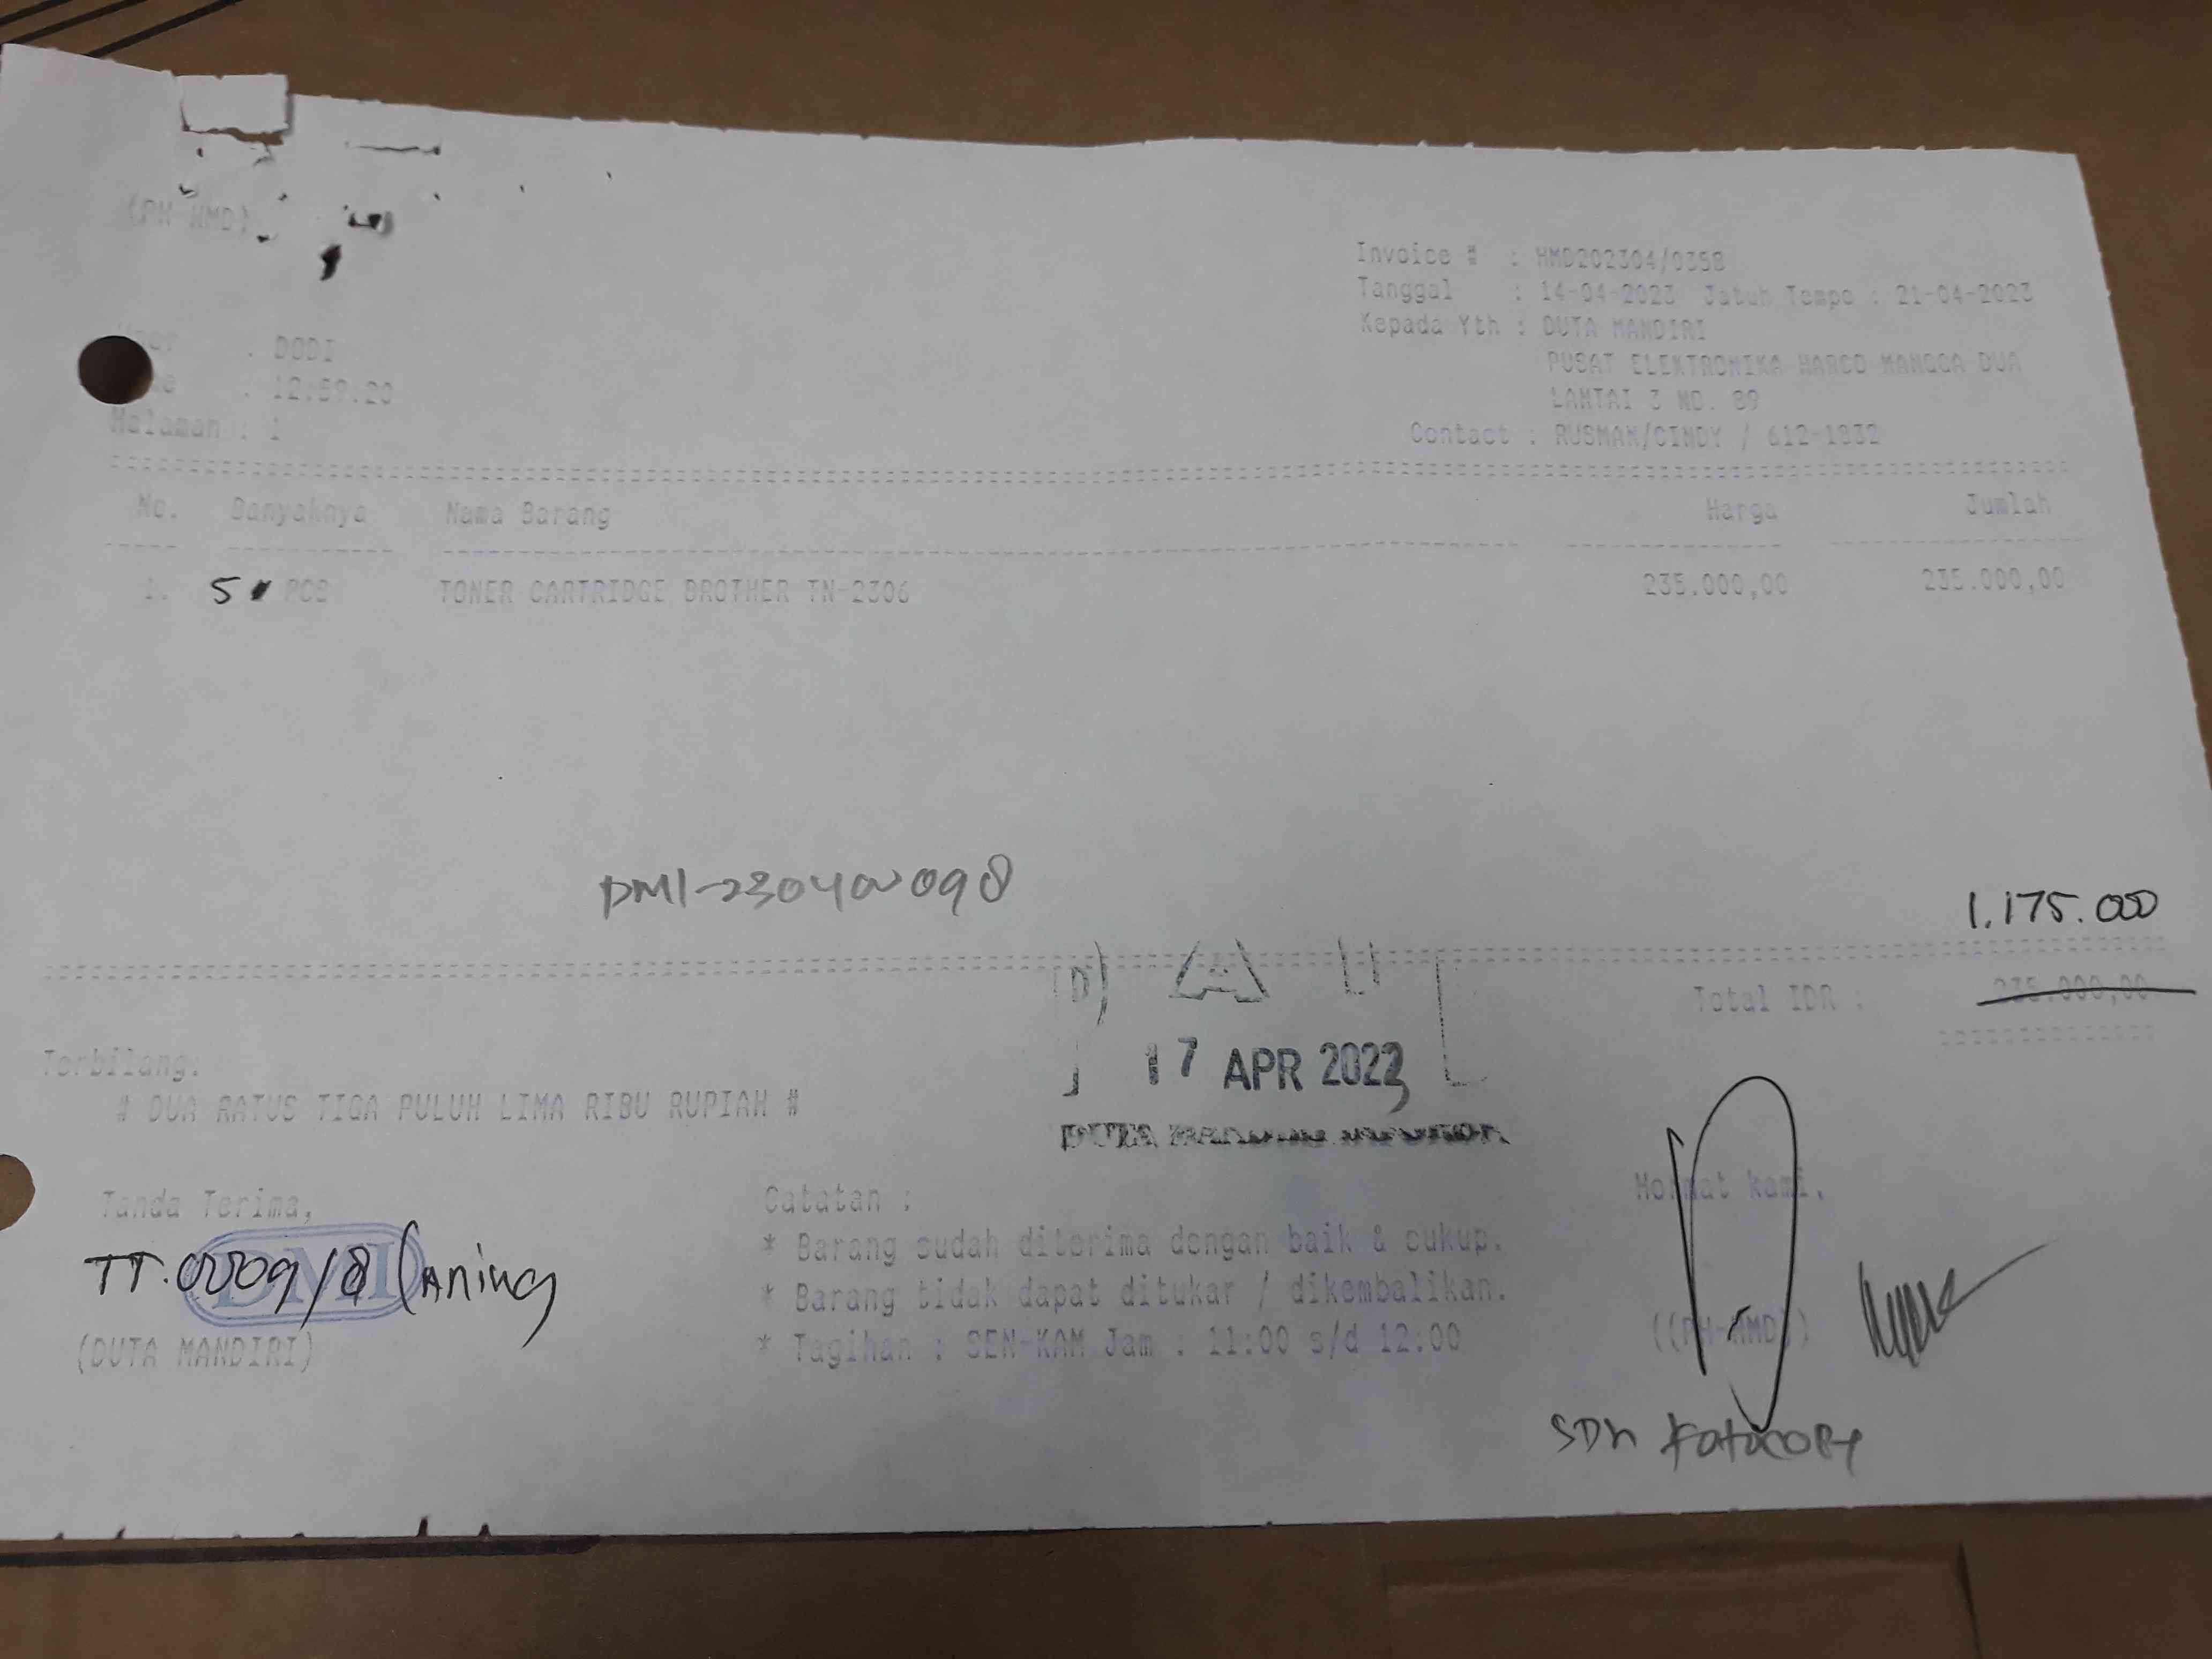 (PH HMD)
Invoice # : HMD202304/0358
Tanggal : 14-04-2023 Jatuh Tempo : 21-04-2023
Kepada Yth : DUTA MANDIRI
PUSAT ELEKTRONIKA HARCO MANGGA DUA
LANTAI 3 NO. 89
Contact : RUSMAN/CINDY / 612-1832
: DODI
: 12:59:20
Halaman : 1
No. Banyaknya Nama Barang Harga Jumlah
1. 5 PCS TONER CARTRIDGE BROTHER TN-2306 235.000,00 235.000,00
1.175.000
Total IDR : 235.000,00
17 APR 2023
Terbilang:
# DUA RATUS TIGA PULUH LIMA RIBU RUPIAH #
Tanda Terima,
DMI
TT.0009/8
(DUTA MANDIRI)
Catatan :
* Barang sudah diterima dengan baik & cukup.
* Barang tidak dapat ditukar / dikembalikan.
* Tagihan : SEN-KAM Jam : 11:00 s/d 12:00
Hormat kami,
((PH-HMD))
SDH Fotocopy